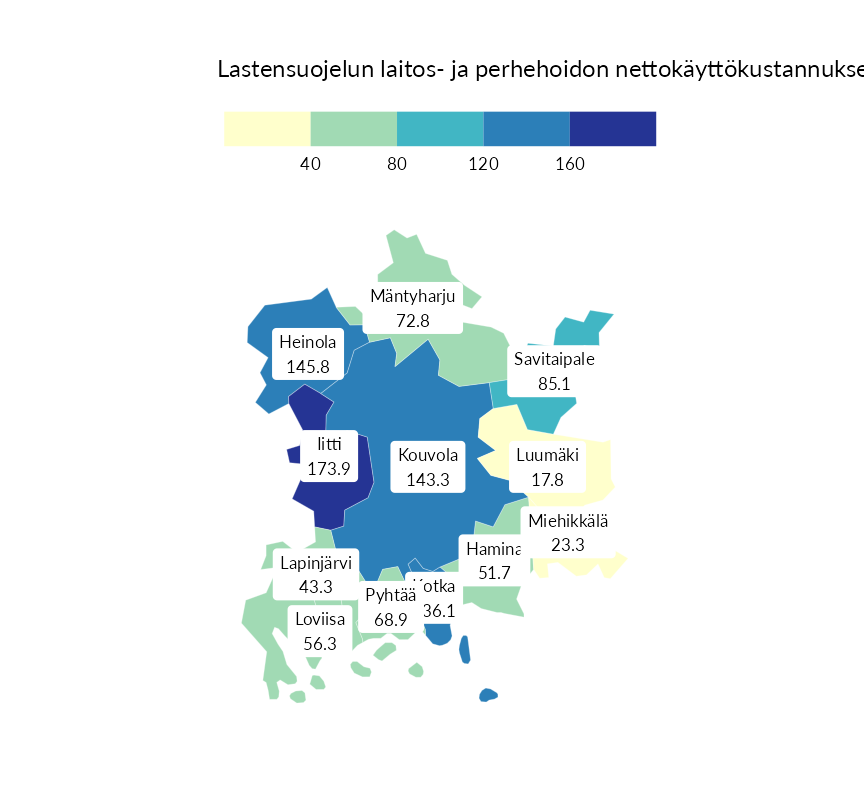 Lastensuojelun laitos- ja perhehoidon nettokäyttökustannukse
40 80 120 160
Mäntyharju
72.8
Heinola
145.8
Savitaipale
85.1
Iitti
173.9
Kouvola
143.3
Luumäki
17.8
Miehikkälä
23.3
Hamina
51.7
Lapinjärvi
43.3
otka
36.1
Pyhtää
68.9
Loviisa
56.3